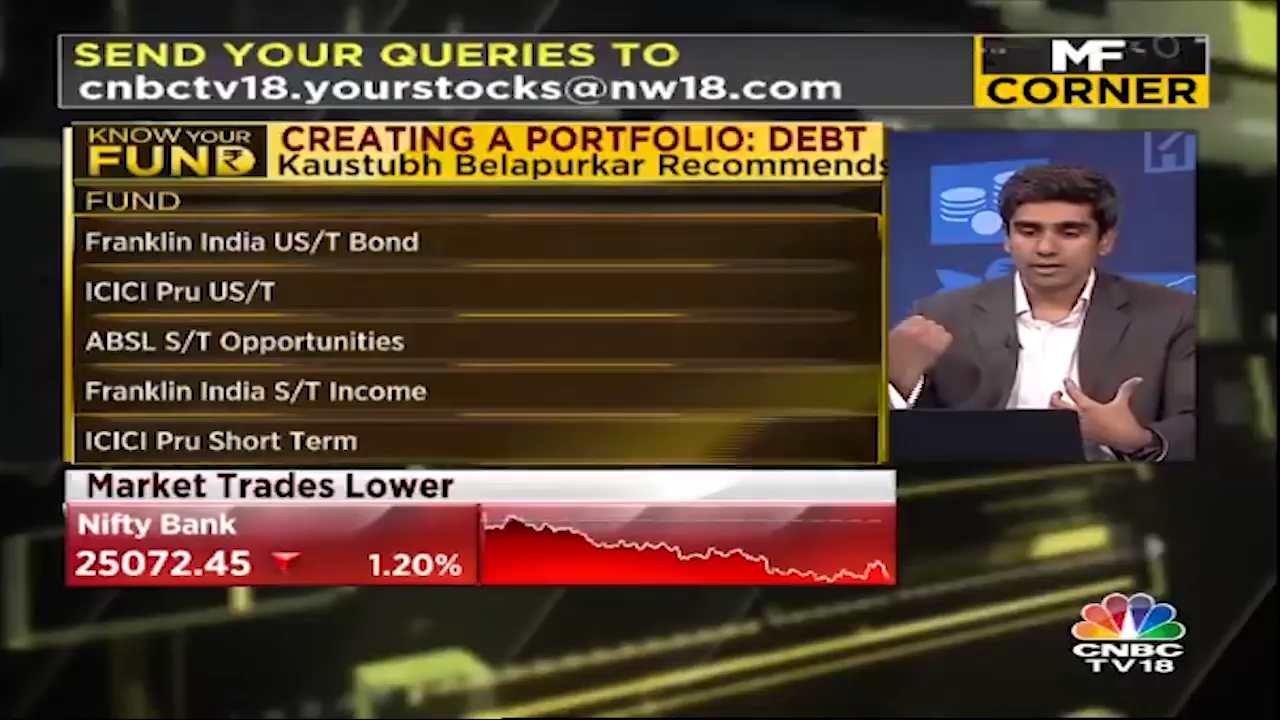 SEND YOUR QUERIES TO
cnbctv18.yourstocks@nw18.com
MF
CORNER
KNOW YOUR
FUND
CREATING A PORTFOLIO: DEBT
Kaustubh Belapurkar Recommends
FUND
Franklin India US/T Bond
ICICI Pru US/T
ABSL S/T Opportunities
Franklin India S/T Income
ICICI Pru Short Term
Market Trades Lower
Nifty Bank
25072.45 1.20%
CNBC
TV18